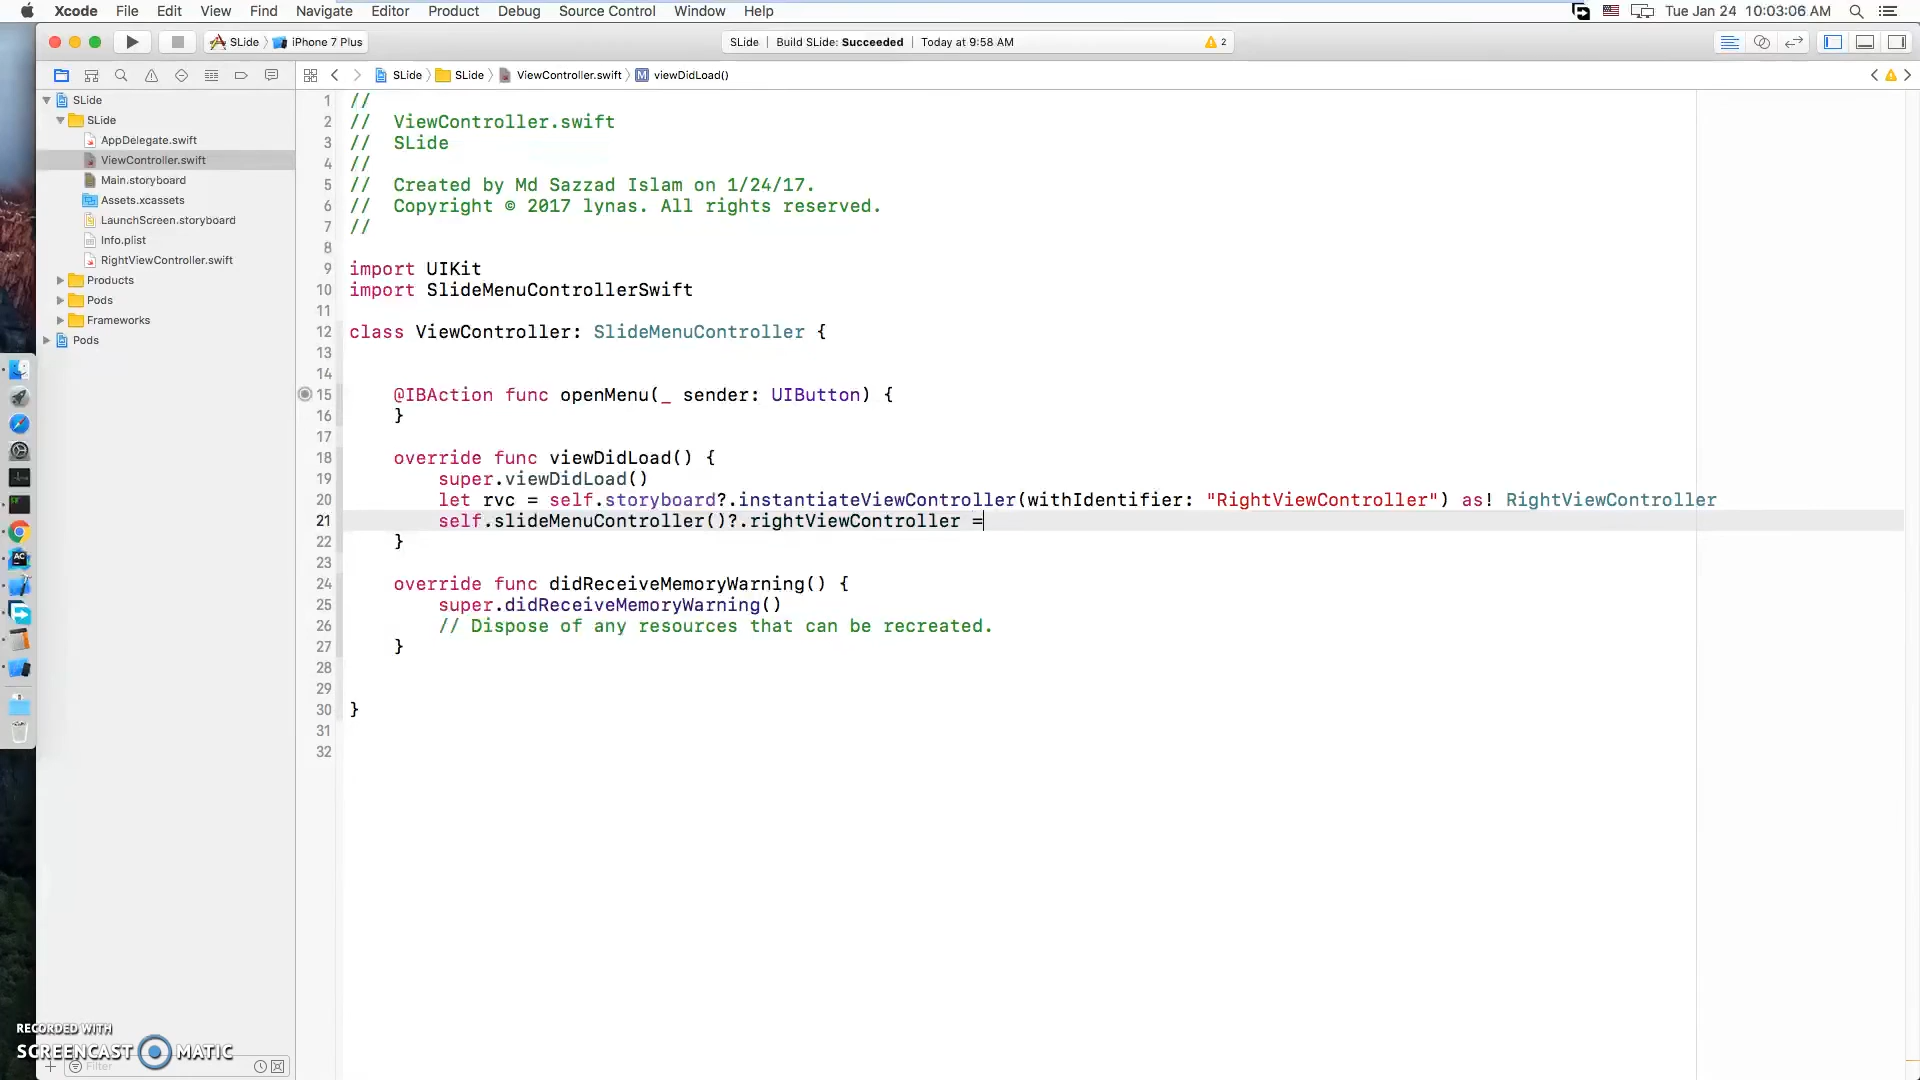 Xcode File Edit View Find Navigate Editor Product Debug Source Control Window Help Tue Jan 24 10:03:06 AM
SLide iPhone 7 Plus SLide | Build SLide: Succeeded | Today at 9:58 AM 2
SLide SLide ViewController.swift M viewDidLoad()
SLide
SLide
AppDelegate.swift
ViewController.swift
Main.storyboard
Assets.xcassets
LaunchScreen.storyboard
Info.plist
RightViewController.swift
Products
Pods
Frameworks
Pods
1 //
2 // ViewController.swift
3 // SLide
4 //
5 // Created by Md Sazzad Islam on 1/24/17.
6 // Copyright © 2017 lynas. All rights reserved.
7 //
8
9 import UIKit
10 import SlideMenuControllerSwift
11
12 class ViewController: SlideMenuController {
13
14
15 @IBAction func openMenu(_ sender: UIButton) {
16 }
17
18 override func viewDidLoad() {
19 super.viewDidLoad()
20 let rvc = self.storyboard?.instantiateViewController(withIdentifier: "RightViewController") as! RightViewController
21 self.slideMenuController()?.rightViewController =
22 }
23
24 override func didReceiveMemoryWarning() {
25 super.didReceiveMemoryWarning()
26 // Dispose of any resources that can be recreated.
27 }
28
29
30 }
31
32
RECORDED WITH
SCREENCAST MATIC
Filter